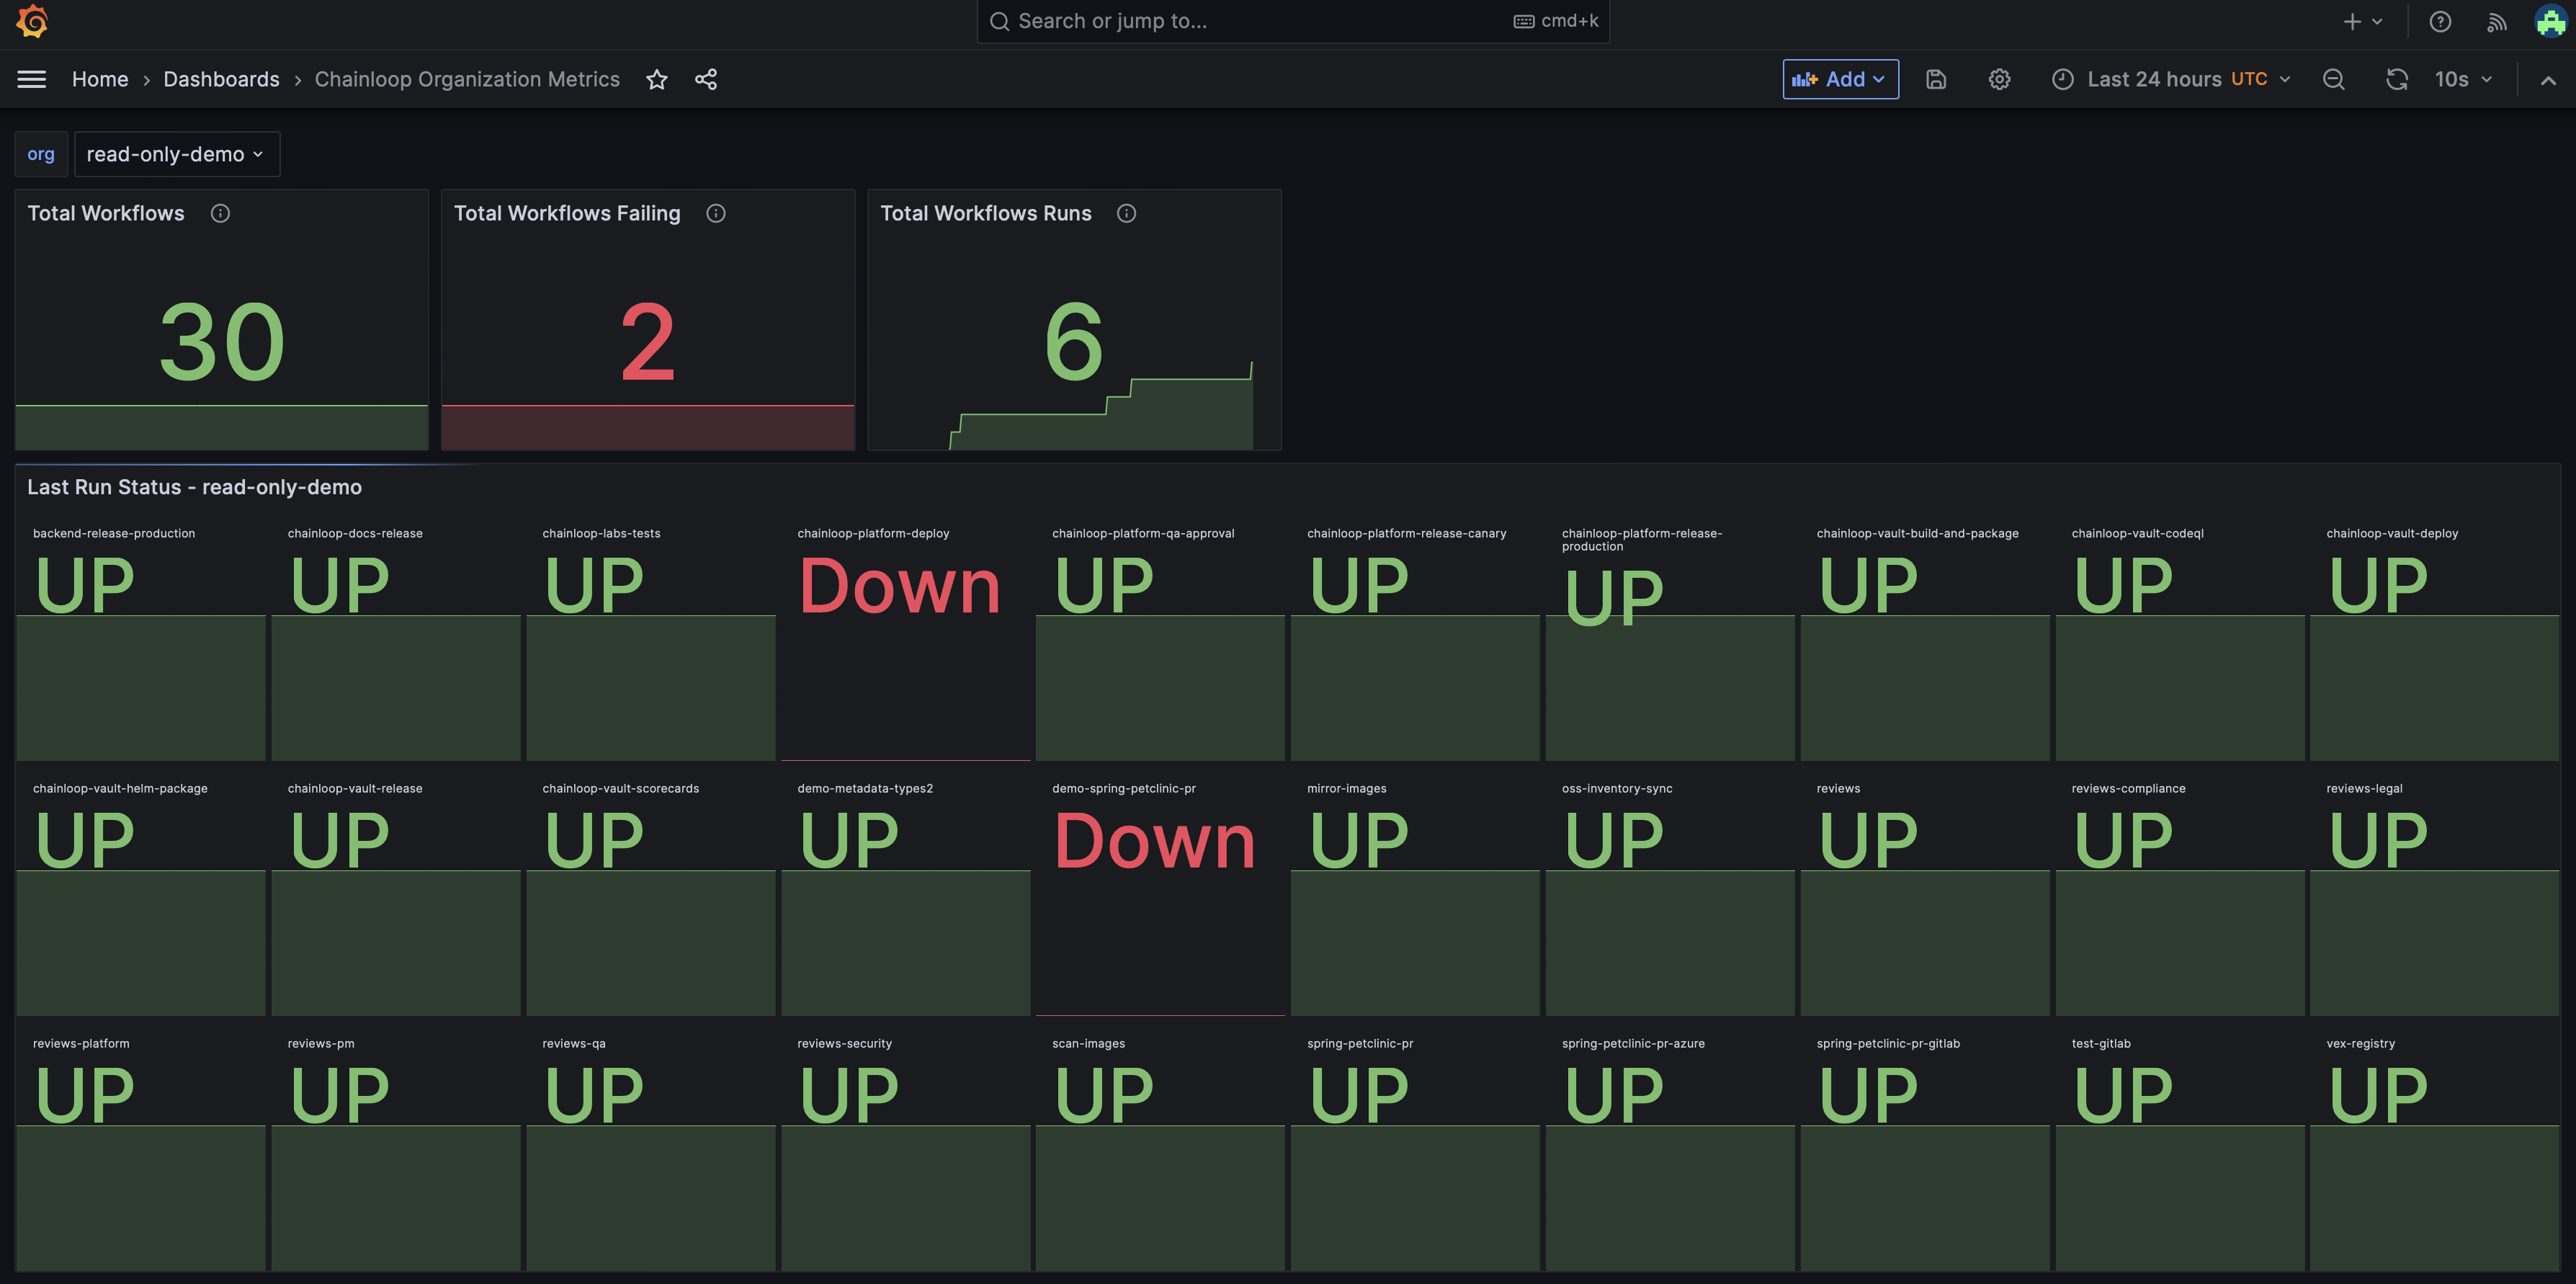 Search or jump to... cmd+k
Home › Dashboards › Chainloop Organization Metrics Add Last 24 hours UTC 10s
org read-only-demo
Total Workflows Total Workflows Failing Total Workflows Runs
30 2 6
Last Run Status - read-only-demo
backend-release-production chainloop-docs-release chainloop-labs-tests chainloop-platform-deploy chainloop-platform-qa-approval chainloop-platform-release-canary chainloop-platform-release- chainloop-vault-build-and-package chainloop-vault-codeql chainloop-vault-deploy
production
UP UP UP Down UP UP UP UP UP UP
chainloop-vault-helm-package chainloop-vault-release chainloop-vault-scorecards demo-metadata-types2 demo-spring-petclinic-pr mirror-images oss-inventory-sync reviews reviews-compliance reviews-legal
UP UP UP UP Down UP UP UP UP UP
reviews-platform reviews-pm reviews-qa reviews-security scan-images spring-petclinic-pr spring-petclinic-pr-azure spring-petclinic-pr-gitlab test-gitlab vex-registry
UP UP UP UP UP UP UP UP UP UP